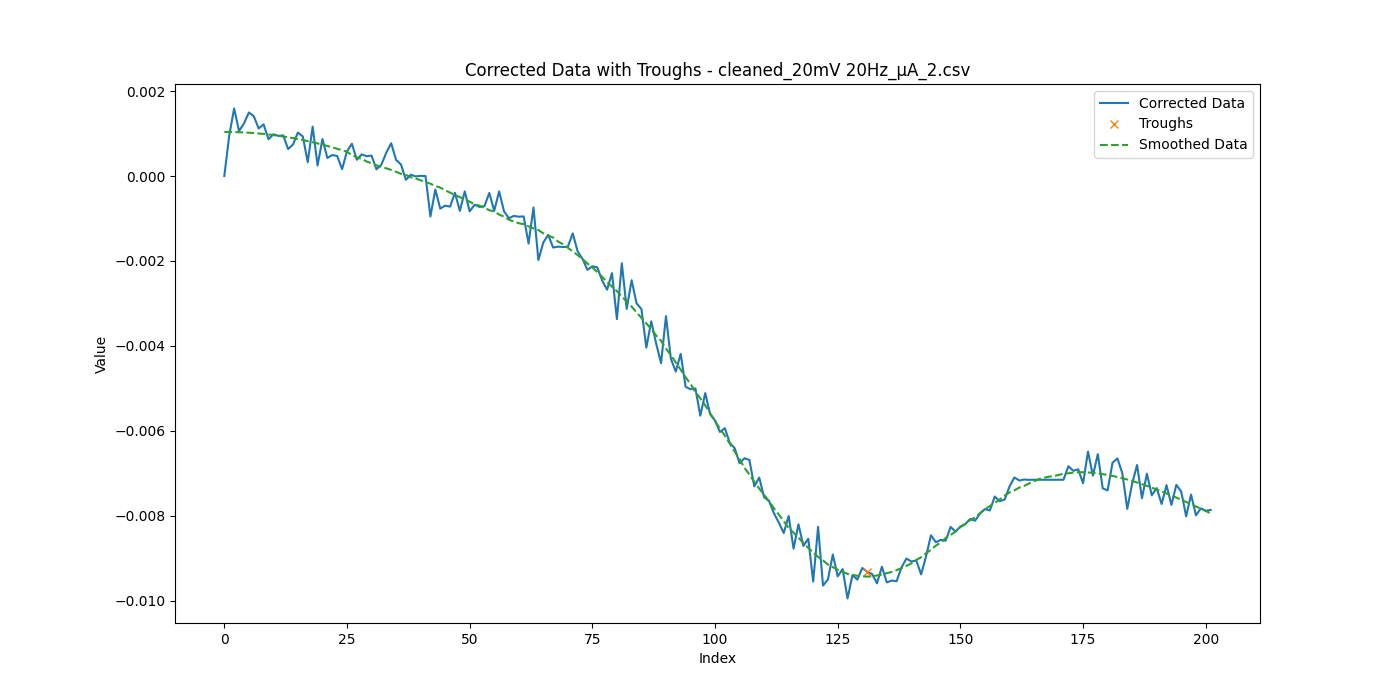 Corrected Data with Troughs - cleaned_20mV 20Hz_μA_2.csv
Corrected Data
Troughs
Smoothed Data
Value
0.002
0.000
−0.002
−0.004
−0.006
−0.008
−0.010
0 25 50 75 100 125 150 175 200
Index